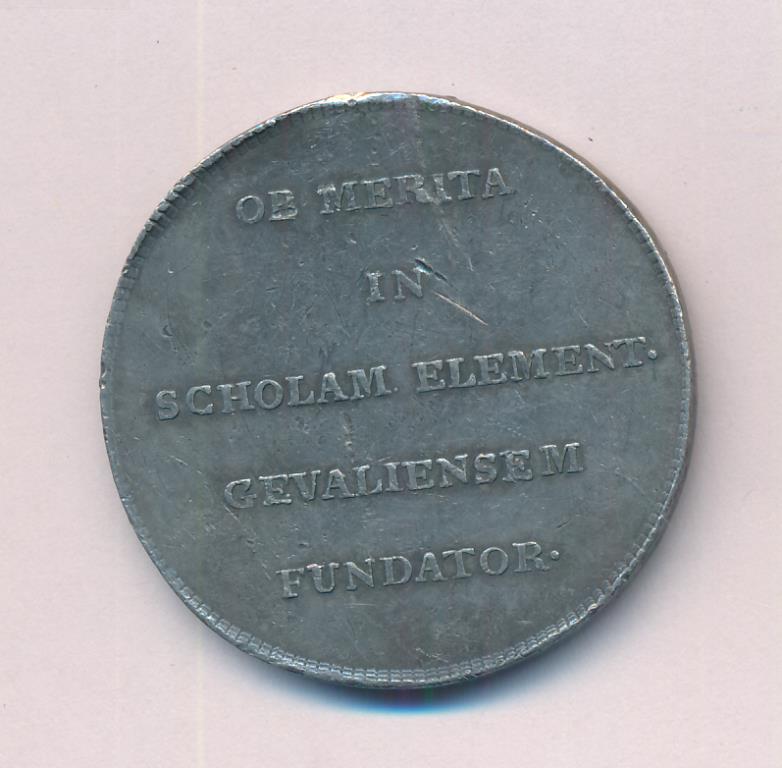 OB MERITA
IN
SCHOLAM ELEMENT.
GEVALIENSEM
FUNDATOR.